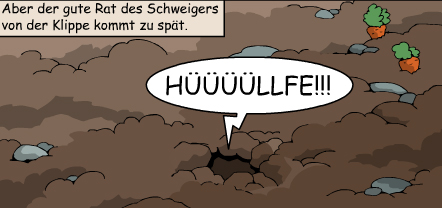 Aber der gute Rat des Schweigers
von der Klippe kommt zu spät.
HÜÜÜÜLLFE!!!